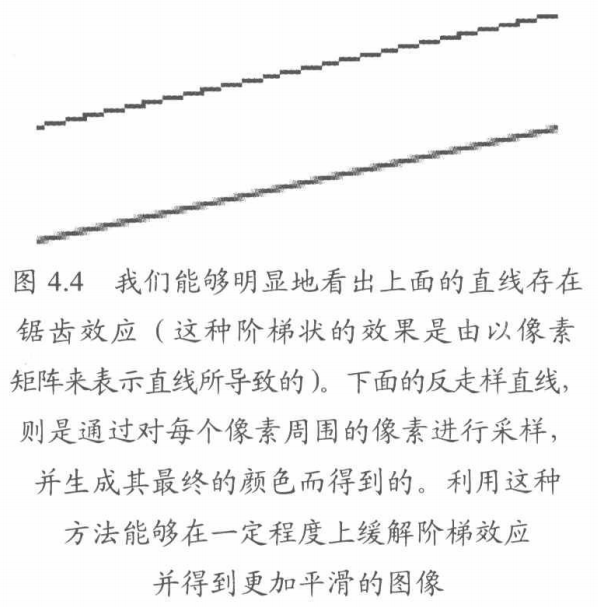 图 4.4 我们能够明显地看出上面的直线存在
锯齿效应（这种阶梯状的效果是由以像素
矩阵来表示直线所导致的）。下面的反走样直线，
则是通过对每个像素周围的像素进行采样，
并生成其最终的颜色而得到的。利用这种
方法能够在一定程度上缓解阶梯效应
并得到更加平滑的图像